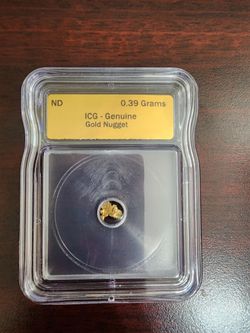 ND 0.39 Grams
ICG - Genuine
Gold Nugget